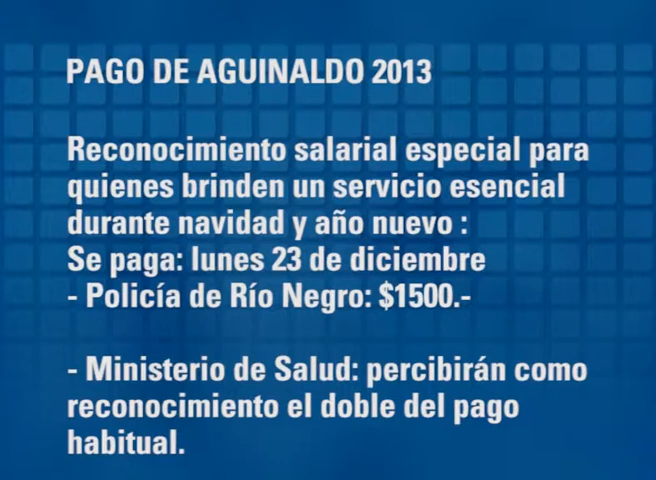 PAGO DE AGUINALDO 2013
Reconocimiento salarial especial para
quienes brinden un servicio esencial
durante navidad y año nuevo :
Se paga: lunes 23 de diciembre
- Policía de Río Negro: $1500.-
- Ministerio de Salud: percibirán como
reconocimiento el doble del pago
habitual.